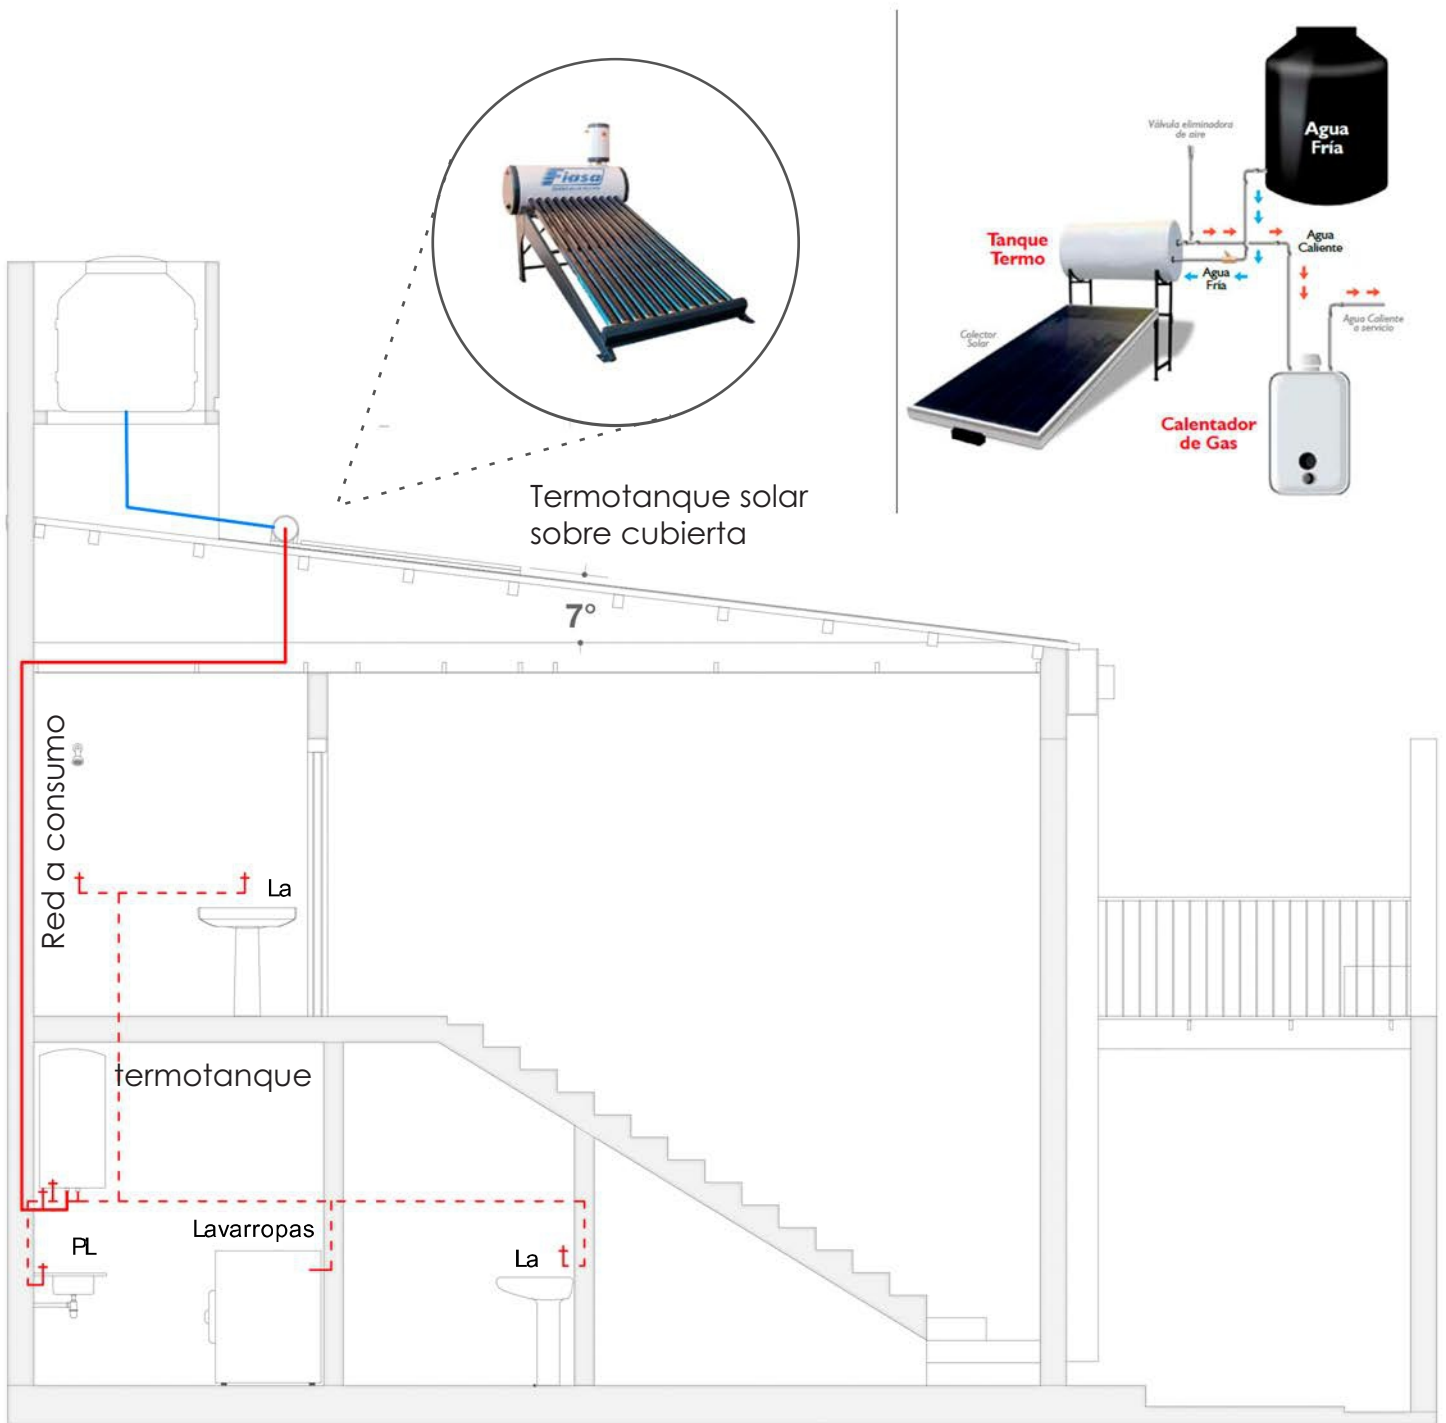 Fiasa
Válvula eliminadora
de aire
Agua
Fría
Tanque
Termo
Agua
Caliente
Agua
Fría
Colector
Solar
Agua Caliente
a servicio
Calentador
de Gas
Termotanque solar
sobre cubierta
7°
Red a consumo
La
termotanque
PL
Lavarropas
La